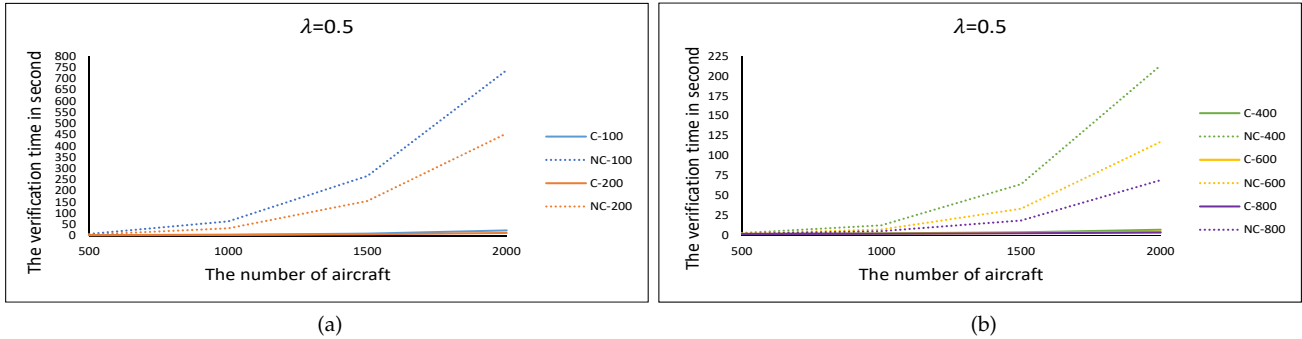 λ=0.5
The verification time in second
800
750
700
650
600
550
500
450
400
350
300
250
200
150
100
50
0
500 1000 1500 2000
The number of aircraft
C-100
NC-100
C-200
NC-200
(a)
λ=0.5
The verification time in second
225
200
175
150
125
100
75
50
25
0
500 1000 1500 2000
The number of aircraft
C-400
NC-400
C-600
NC-600
C-800
NC-800
(b)